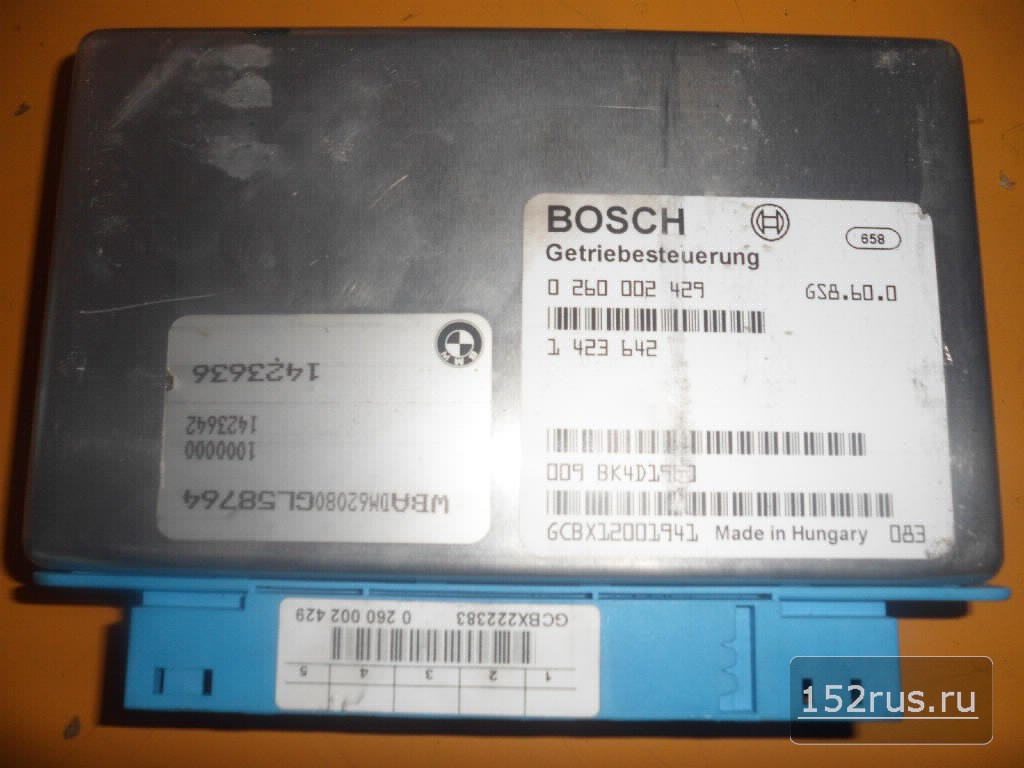 BOSCH
658
Getriebesteuerung
0 260 002 429 GS8.60.0
1 423 642
009
GCBX12001941 Made in Hungary 083
BMW
1423636
1423642
1000000
WBADM62080GL58764
GCBX222383 0 260 002 429
1 2 3 4 5
152rus.ru